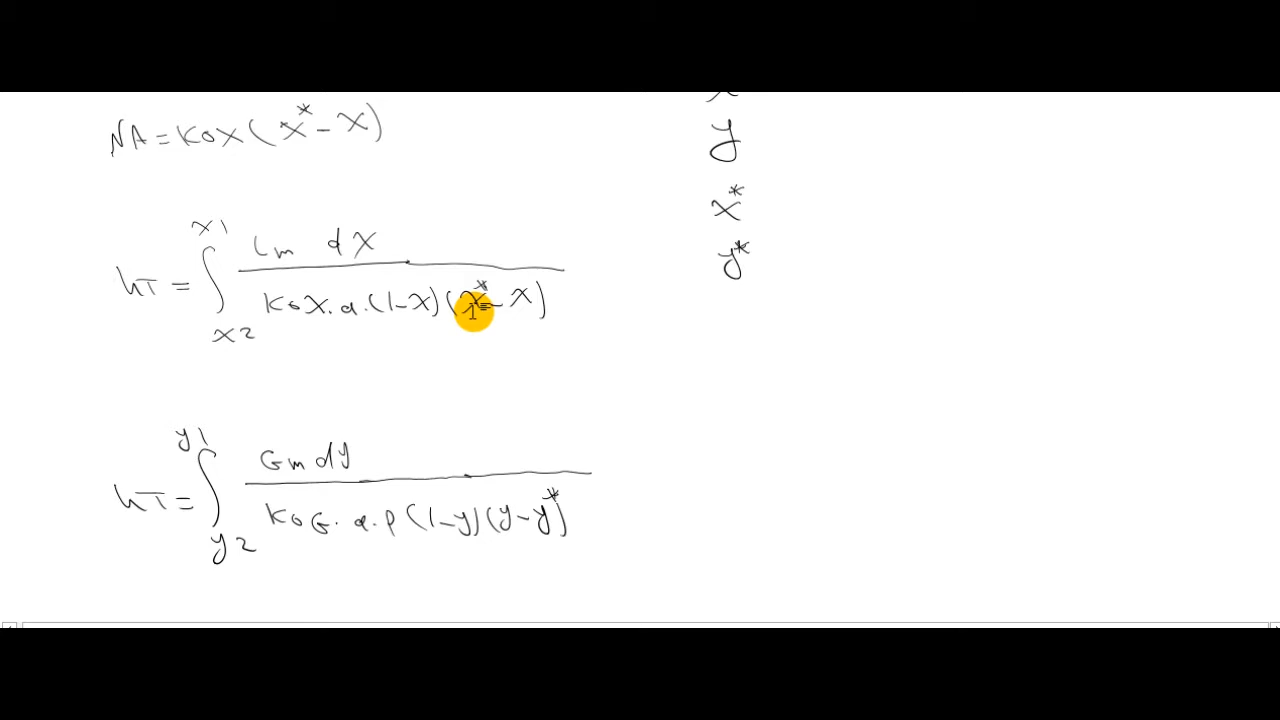 NA = KOX (x* - x)
x
y
x*
y*
hT = ∫ x1 x2 Lm dx / KOX.a.(1-x)(x* - x)
hT = ∫ y1 y2 Gm dy / KOG.a.P(1-y)(y-y*)